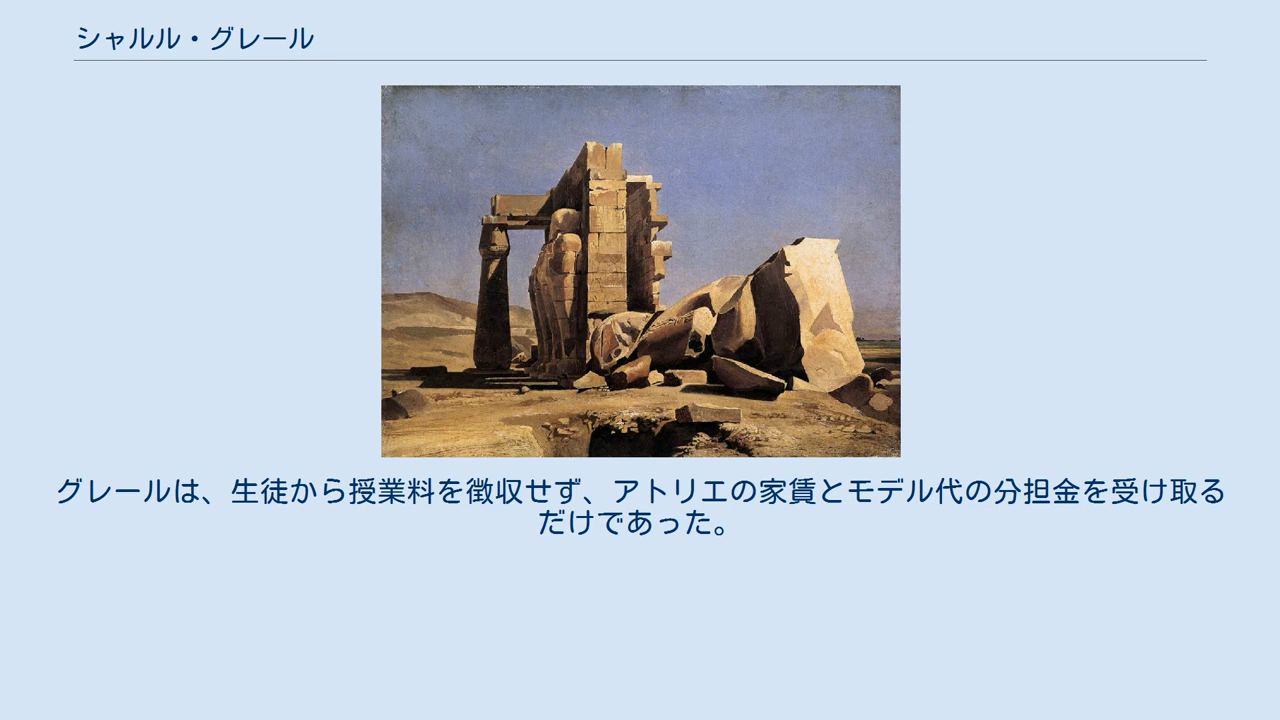 シャルル・グレール
グレールは、生徒から授業料を徴収せず、アトリエの家賃とモデル代の分担金を受け取る
だけであった。